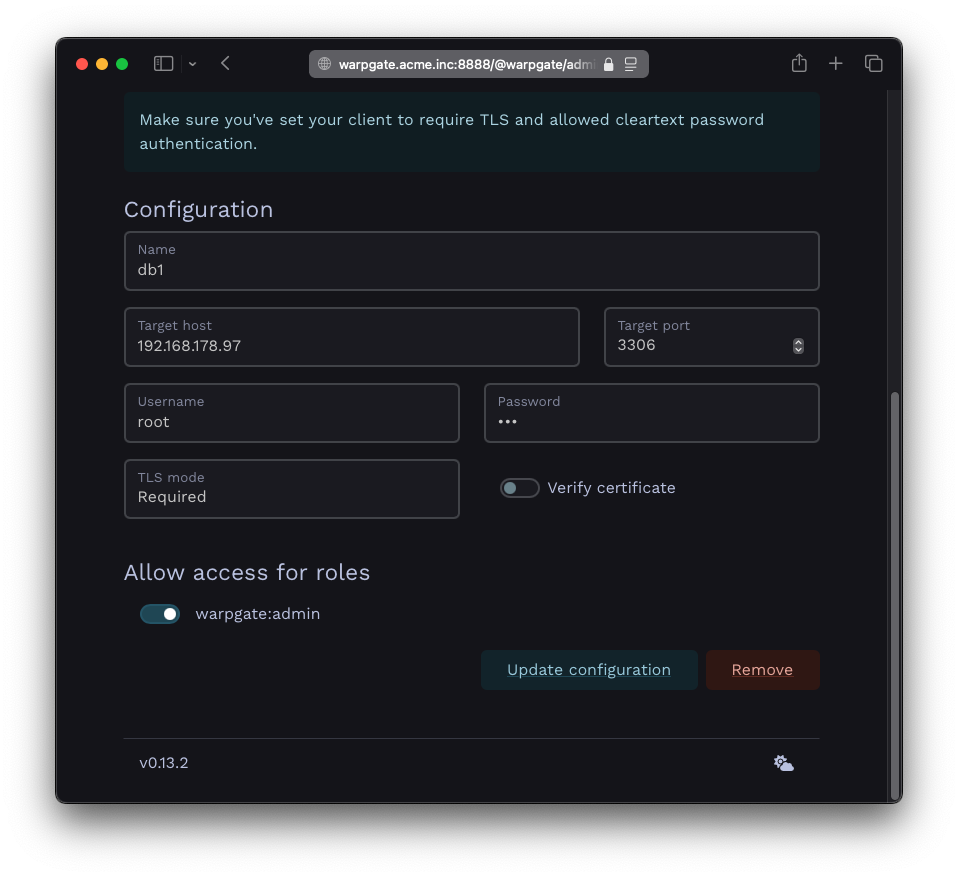 warpgate.acme.inc:8888/@warpgate/admi
Make sure you've set your client to require TLS and allowed cleartext password
authentication.
Configuration
Name
db1
Target host
192.168.178.97
Target port
3306
Username
root
Password
•••
TLS mode
Required
Verify certificate
Allow access for roles
warpgate:admin
Update configuration
Remove
v0.13.2